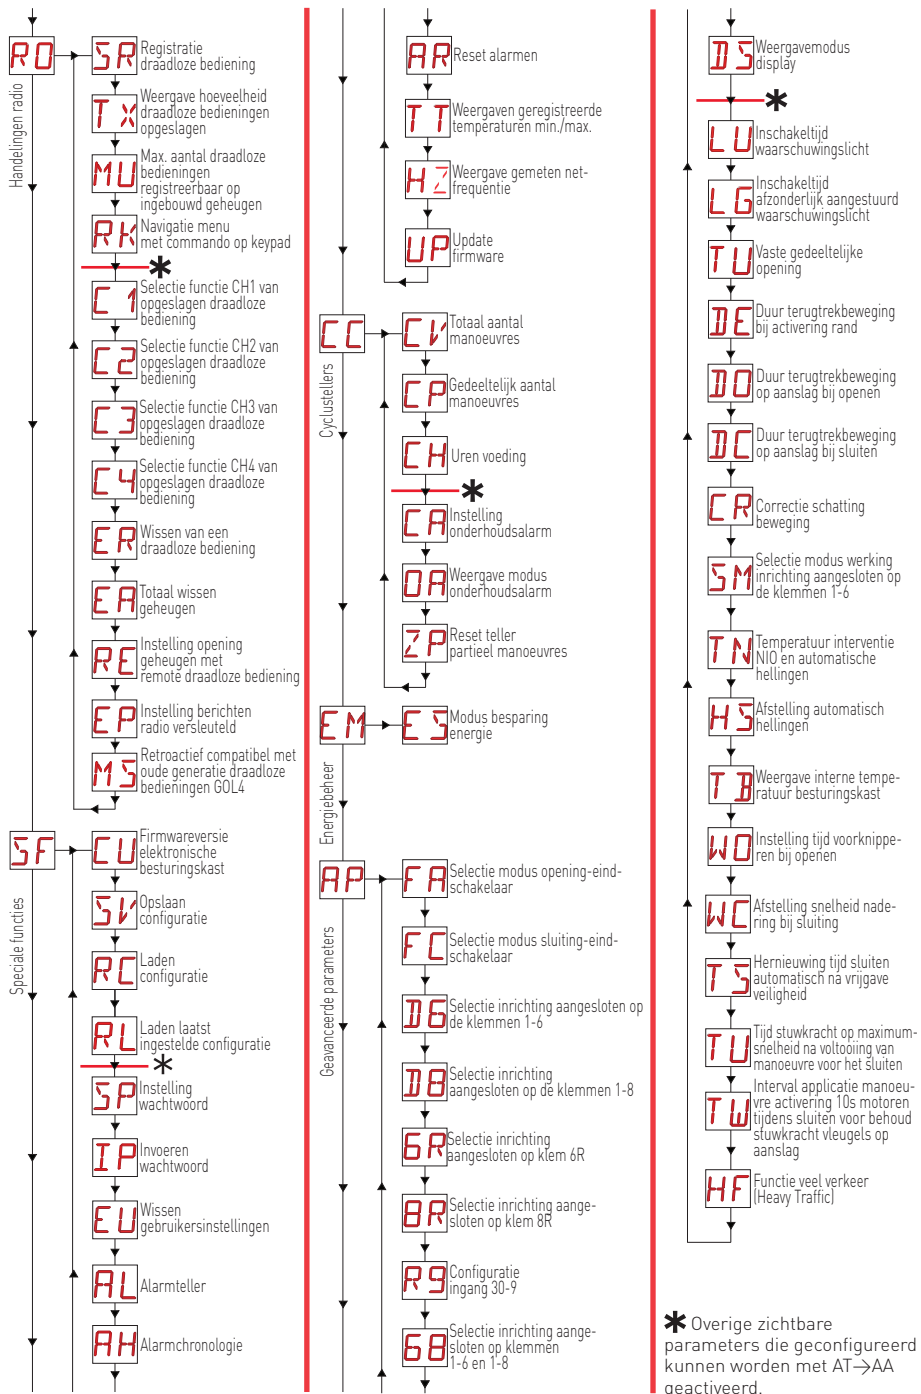 RO
Handelingen radio
SR
Registratie
draadloze bediening
TX
Weergave hoeveelheid
draadloze bedieningen
opgeslagen
MU
Max. aantal draadloze
bedieningen
registreerbaar op
ingebouwd geheugen
RK
Navigatie menu
met commando op keypad
*
C1
Selectie functie CH1 van
opgeslagen draadloze
bediening
C2
Selectie functie CH2 van
opgeslagen draadloze
bediening
C3
Selectie functie CH3 van
opgeslagen draadloze
bediening
C4
Selectie functie CH4 van
opgeslagen draadloze
bediening
ER
Wissen van een
draadloze bediening
EA
Totaal wissen
geheugen
RE
Instelling opening
geheugen met
remote draadloze bediening
EP
Instelling berichten
radio versleuteld
MS
Retroactief compatibel met
oude generatie draadloze
bedieningen GOL4
SF
Speciale functies
CU
Firmwareversie
elektronische
besturingskast
SV
Opslaan
configuratie
RC
Laden
configuratie
RL
Laden laatst
ingestelde configuratie
*
SP
Instelling
wachtwoord
IP
Invoeren
wachtwoord
EU
Wissen
gebruikersinstellingen
AL
Alarmteller
AH
Alarmchronologie
AR
Reset alarmen
TT
Weergaven geregistreerde
temperaturen min./max.
HZ
Weergave gemeten net-
frequentie
UP
Update
firmware
CC
Cyclustellers
CV
Totaal aantal
manoeuvres
CP
Gedeeltelijk aantal
manoeuvres
CH
Uren voeding
*
CA
Instelling
onderhoudsalarm
OA
Weergave modus
onderhoudsalarm
ZP
Reset teller
partieel manoeuvres
EM
Energiebeheer
ES
Modus besparing
energie
AP
Geavanceerde parameters
FA
Selectie modus opening-eind-
schakelaar
FC
Selectie modus sluiting-eind-
schakelaar
D6
Selectie inrichting aangesloten op
de klemmen 1-6
D8
Selectie inrichting
aangesloten op de klemmen 1-8
6R
Selectie inrichting
aangesloten op klem 6R
8R
Selectie inrichting aange-
sloten op klem 8R
R9
Configuratie
ingang 30-9
68
Selectie inrichting aange-
sloten op klemmen
1-6 en 1-8
DS
Weergavemodus
display
*
LU
Inschakeltijd
waarschuwingslicht
LG
Inschakeltijd
afzonderlijk aangestuurd
waarschuwingslicht
TU
Vaste gedeeltelijke
opening
DE
Duur terugtrekbeweging
bij activering rand
DO
Duur terugtrekbeweging
op aanslag bij openen
DC
Duur terugtrekbeweging
op aanslag bij sluiten
CR
Correctie schatting
beweging
SM
Selectie modus werking
inrichting aangesloten op
de klemmen 1-6
TN
Temperatuur interventie
NIO en automatische
hellingen
HS
Afstelling automatisch
hellingen
TB
Weergave interne tempe-
ratuur besturingskast
WO
Instelling tijd voorknippe-
ren bij openen
WC
Afstelling snelheid nade-
ring bij sluiting
TS
Hernieuwing tijd sluiten
automatisch na vrijgave
veiligheid
TU
Tijd stuwkracht op maximum-
snelheid na voltooiing van
manoeuvre voor het sluiten
TW
Interval applicatie manoeu-
vre activering 10s motoren
tijdens sluiten voor behoud
stuwkracht vleugels op
aanslag
HF
Functie veel verkeer
(Heavy Traffic)
* Overige zichtbare
parameters die geconfigureerd
kunnen worden met AT→AA
geactiveerd.